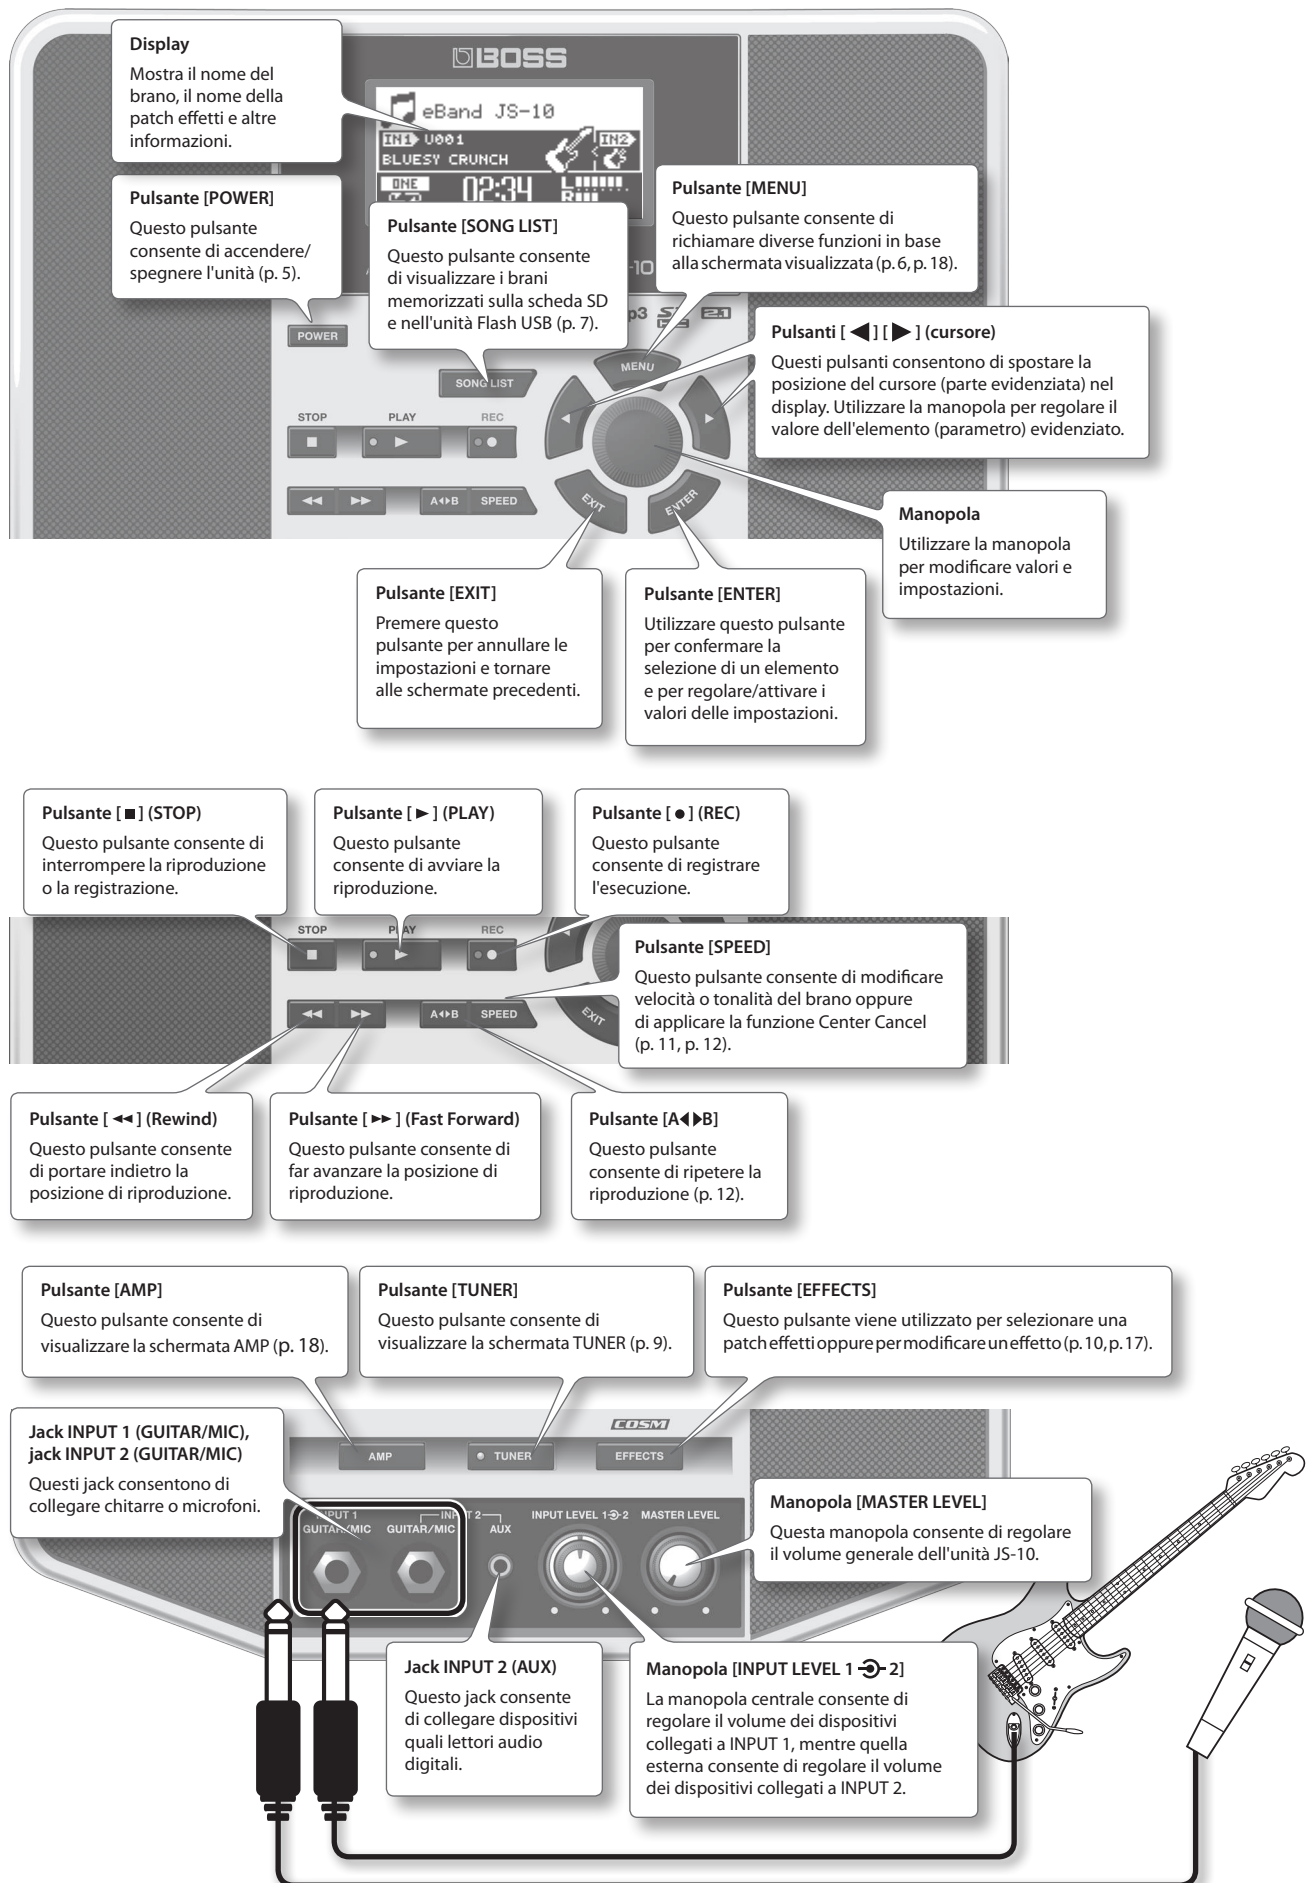 Display
Mostra il nome del
brano, il nome della
patch effetti e altre
informazioni.
BOSS
eBand JS-10
IN1 U001
IN2
BLUESY CRUNCH
ONE
02:34
L
R
Pulsante [POWER]
Questo pulsante
consente di accendere/
spegnere l'unità (p. 5).
Pulsante [SONG LIST]
Questo pulsante consente
di visualizzare i brani
memorizzati sulla scheda SD
e nell'unità Flash USB (p. 7).
Pulsante [MENU]
Questo pulsante consente di
richiamare diverse funzioni in base
alla schermata visualizzata (p. 6, p. 18).
Pulsanti [ ◀ ] [ ▶ ] (cursore)
Questi pulsanti consentono di spostare la
posizione del cursore (parte evidenziata) nel
display. Utilizzare la manopola per regolare il
valore dell'elemento (parametro) evidenziato.
POWER
MENU
SONG LIST
STOP PLAY REC
A◀▶B SPEED
EXIT
ENTER
Manopola
Utilizzare la manopola
per modificare valori e
impostazioni.
Pulsante [EXIT]
Premere questo
pulsante per annullare le
impostazioni e tornare
alle schermate precedenti.
Pulsante [ENTER]
Utilizzare questo pulsante
per confermare la
selezione di un elemento
e per regolare/attivare i
valori delle impostazioni.
Pulsante [ ■ ] (STOP)
Questo pulsante consente di
interrompere la riproduzione
o la registrazione.
Pulsante [ ► ] (PLAY)
Questo pulsante
consente di avviare la
riproduzione.
Pulsante [ ● ] (REC)
Questo pulsante
consente di registrare
l'esecuzione.
STOP PLAY REC
A◀▶B SPEED
EXIT
Pulsante [SPEED]
Questo pulsante consente di modificare
velocità o tonalità del brano oppure
di applicare la funzione Center Cancel
(p. 11, p. 12).
Pulsante [ ◄◄ ] (Rewind)
Questo pulsante consente
di portare indietro la
posizione di riproduzione.
Pulsante [ ►► ] (Fast Forward)
Questo pulsante consente di
far avanzare la posizione di
riproduzione.
Pulsante [A◀▶B]
Questo pulsante
consente di ripetere la
riproduzione (p. 12).
Pulsante [AMP]
Questo pulsante consente di
visualizzare la schermata AMP (p. 18).
Pulsante [TUNER]
Questo pulsante consente di
visualizzare la schermata TUNER (p. 9).
Pulsante [EFFECTS]
Questo pulsante viene utilizzato per selezionare una
patch effetti oppure per modificare un effetto (p. 10, p. 17).
Jack INPUT 1 (GUITAR/MIC),
jack INPUT 2 (GUITAR/MIC)
Questi jack consentono di
collegare chitarre o microfoni.
COSM
AMP TUNER EFFECTS
INPUT 1 INPUT 2 INPUT LEVEL 1 2 MASTER LEVEL
GUITAR/MIC GUITAR/MIC AUX
Manopola [MASTER LEVEL]
Questa manopola consente di regolare
il volume generale dell'unità JS-10.
Jack INPUT 2 (AUX)
Questo jack consente
di collegare dispositivi
quali lettori audio
digitali.
Manopola [INPUT LEVEL 1 2]
La manopola centrale consente di
regolare il volume dei dispositivi
collegati a INPUT 1, mentre quella
esterna consente di regolare il volume
dei dispositivi collegati a INPUT 2.